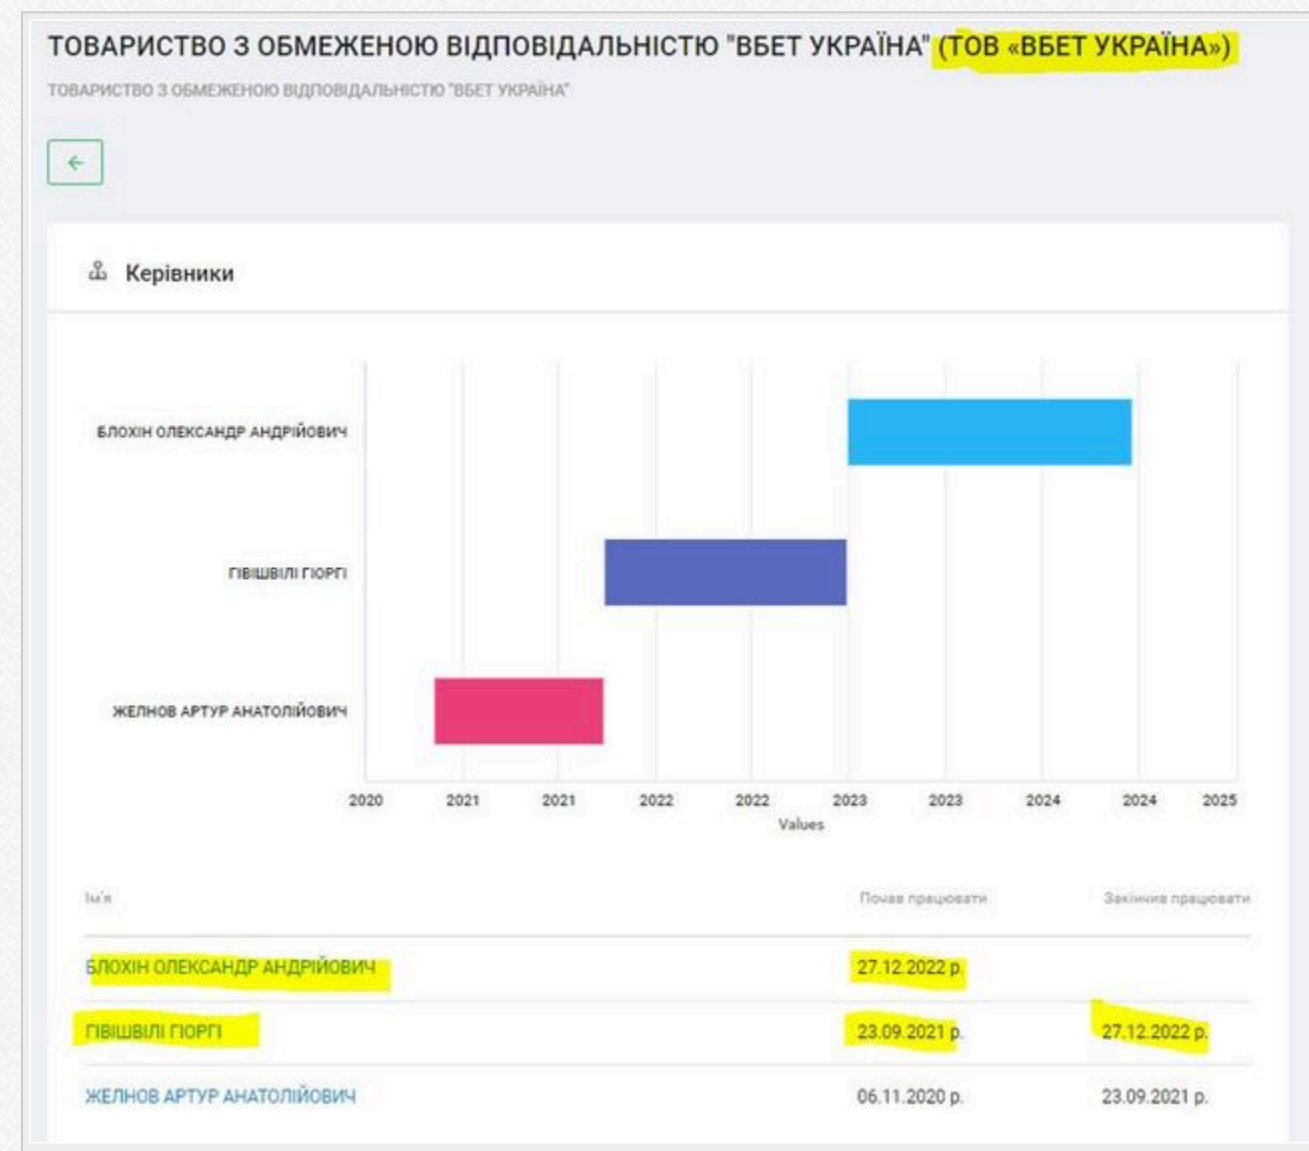 ТОВАРИСТВО З ОБМЕЖЕНОЮ ВІДПОВІДАЛЬНІСТЮ "ВБЕТ УКРАЇНА" (ТОВ «ВБЕТ УКРАЇНА»)
ТОВАРИСТВО З ОБМЕЖЕНОЮ ВІДПОВІДАЛЬНІСТЮ "ВБЕТ УКРАЇНА"
Керівники
БЛОХІН ОЛЕКСАНДР АНДРІЙОВИЧ
ГІВІШВІЛІ ГІОРГІ
ЖЕЛНОВ АРТУР АНАТОЛІЙОВИЧ
2020 2021 2021 2022 2022 2023 2023 2024 2024 2025
Values
Ім'я Почав працювати Закінчив працювати
БЛОХІН ОЛЕКСАНДР АНДРІЙОВИЧ 27.12.2022 р.
ГІВІШВІЛІ ГІОРГІ 23.09.2021 р. 27.12.2022 р.
ЖЕЛНОВ АРТУР АНАТОЛІЙОВИЧ 06.11.2020 р. 23.09.2021 р.